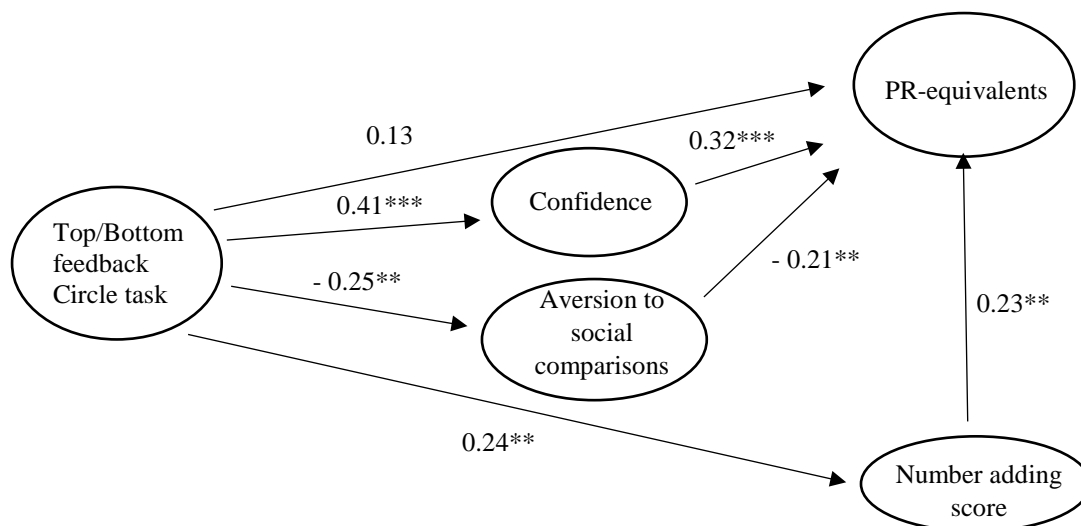 PR-equivalents
0.13
0.32***
0.41***
Confidence
Top/Bottom
feedback
Circle task
- 0.25**
Aversion to
social
comparisons
- 0.21**
0.23**
0.24**
Number adding
score